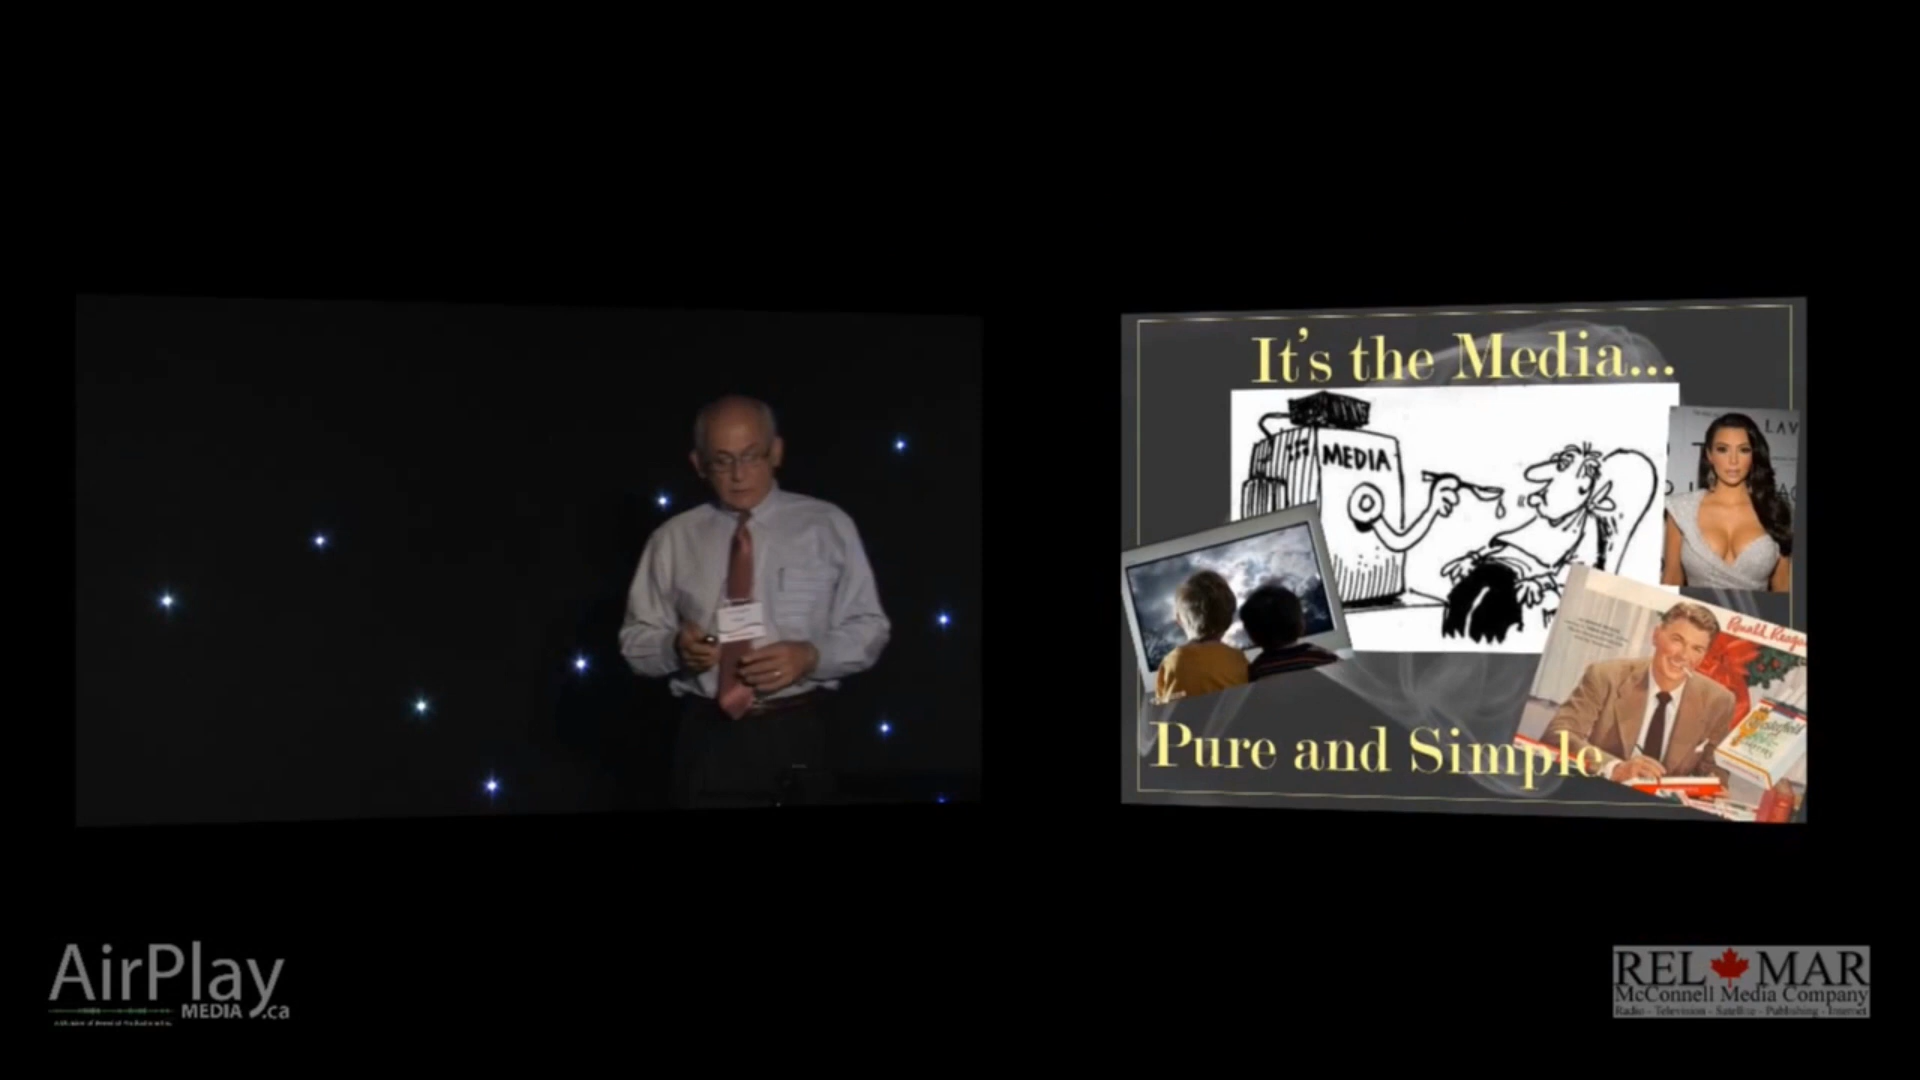 It's the Media...
MEDIA
LAV
Ronald Reagan
Chesterfield
Pure and Simple
AirPlay
MEDIA .ca
REL MAR
McConnell Media Company
Radio - Television - Satellite - Publishing - Internet